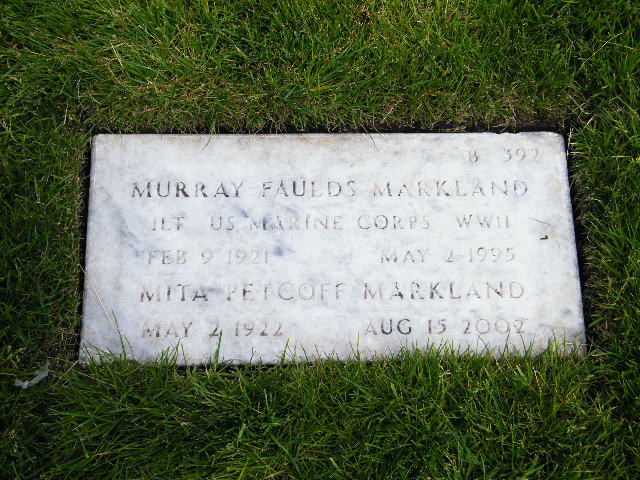 B 392
MURRAY FAULDS MARKLAND
1LT US MARINE CORPS WWII
FEB 9 1921 MAY 2 1995
MITA PETCOFF MARKLAND
MAY 2 1922 AUG 15 2002